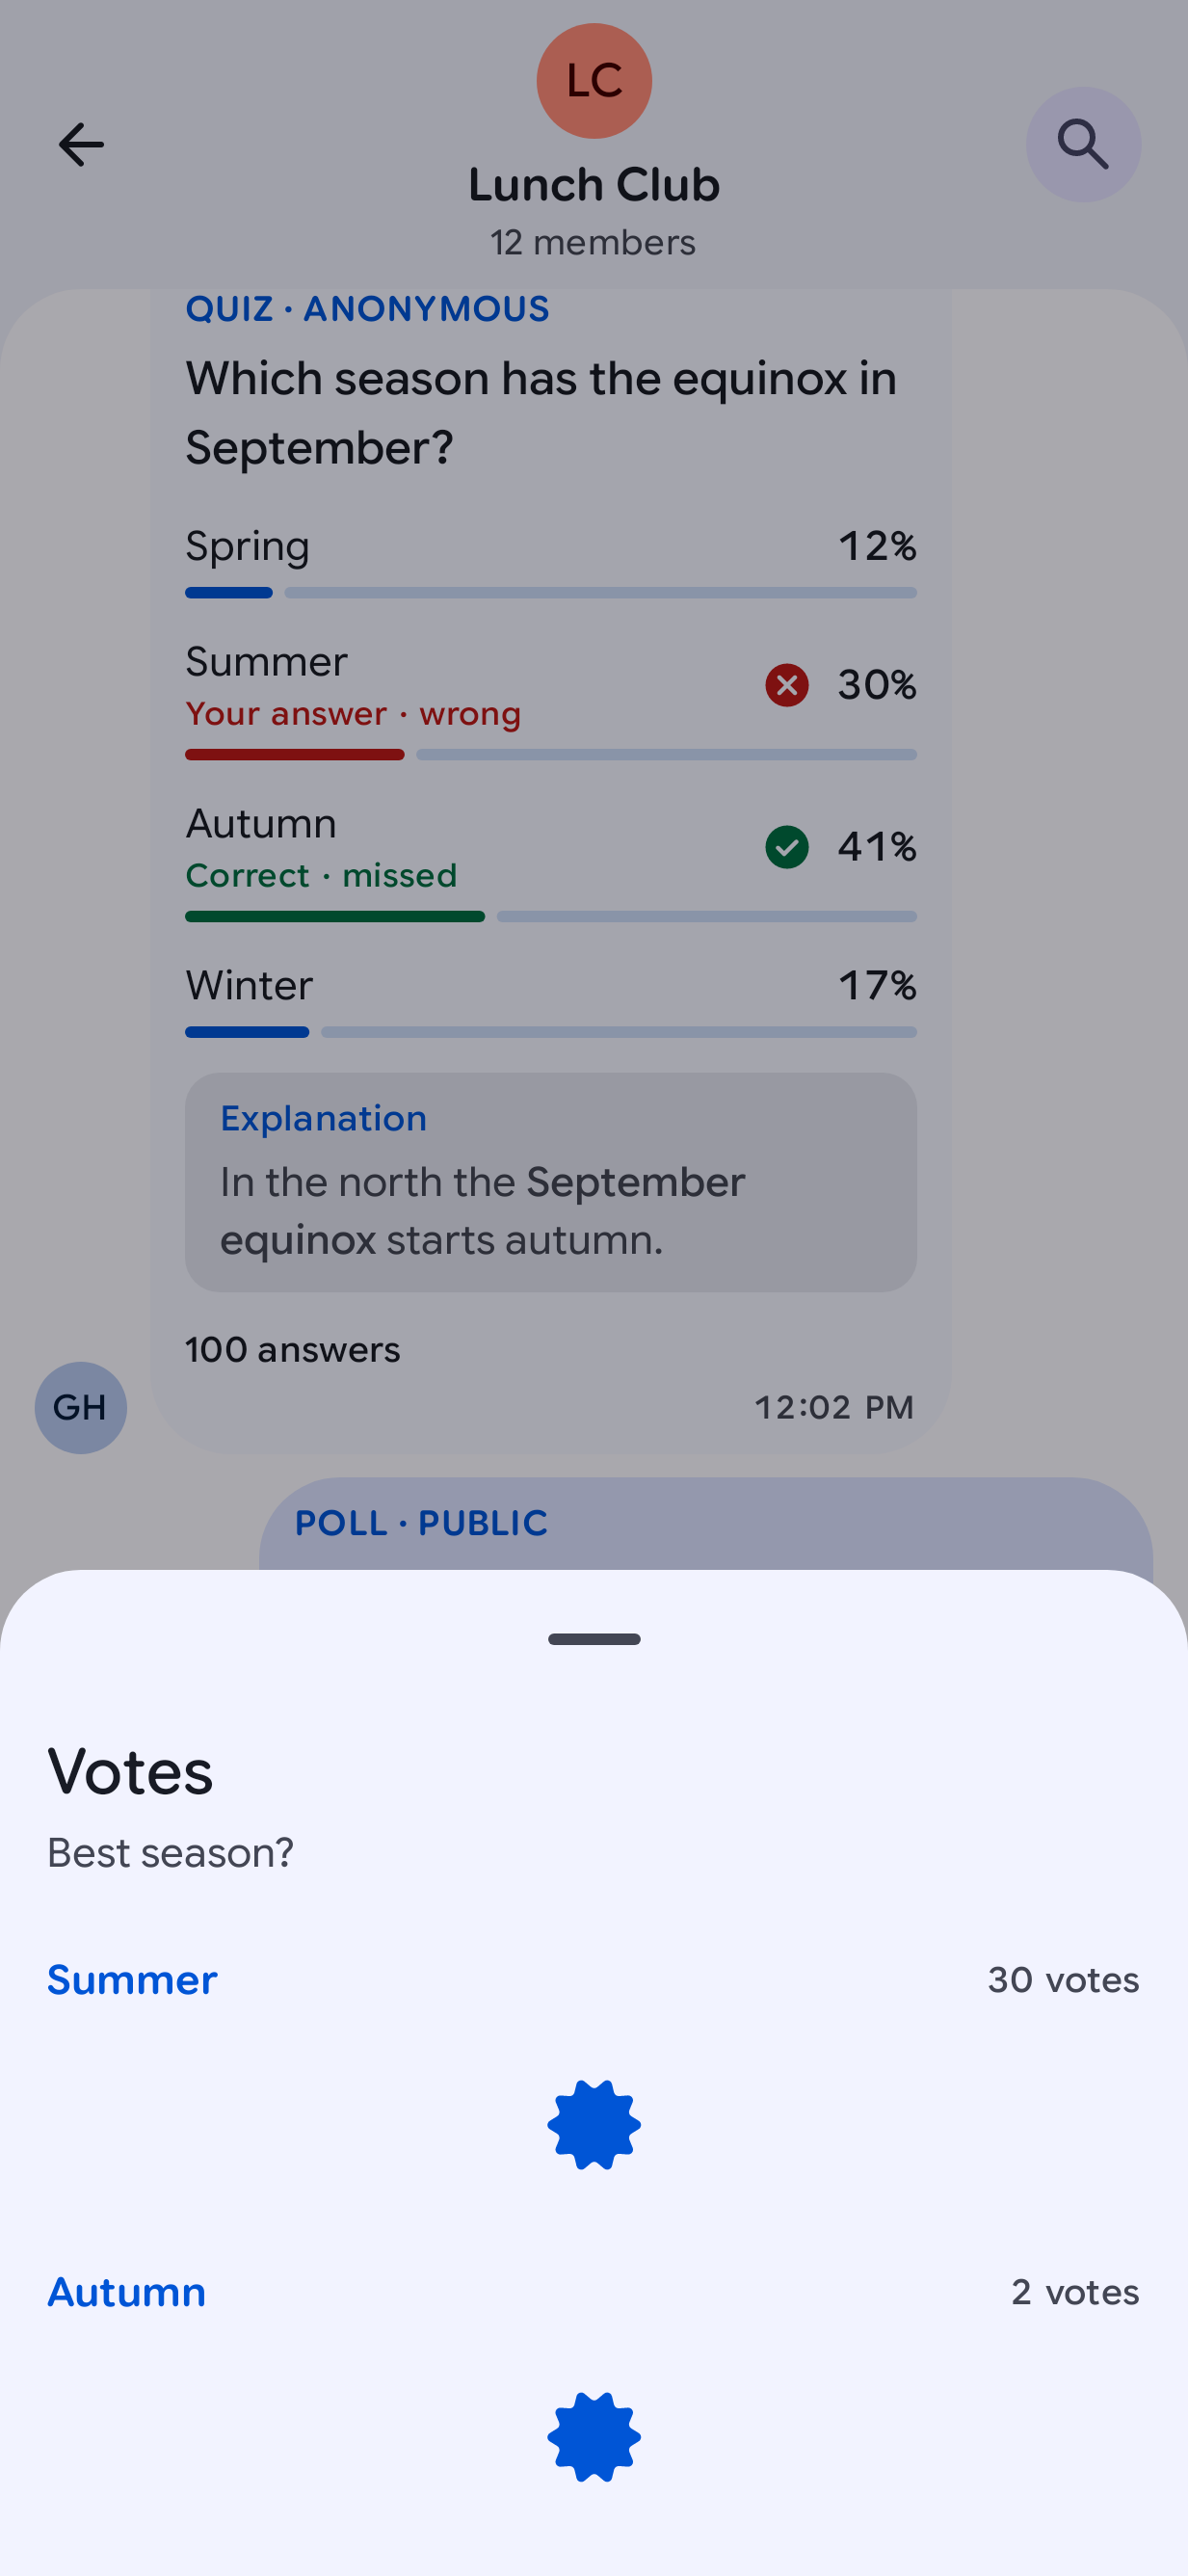 LC
Lunch Club
12 members
QUIZ · ANONYMOUS
Which season has the equinox in
September?
Spring 12%
Summer 30%
Your answer · wrong
Autumn 41%
Correct · missed
Winter 17%
Explanation
In the north the September
equinox starts autumn.
100 answers
GH
12:02 PM
POLL · PUBLIC
Votes
Best season?
Summer 30 votes
Autumn 2 votes